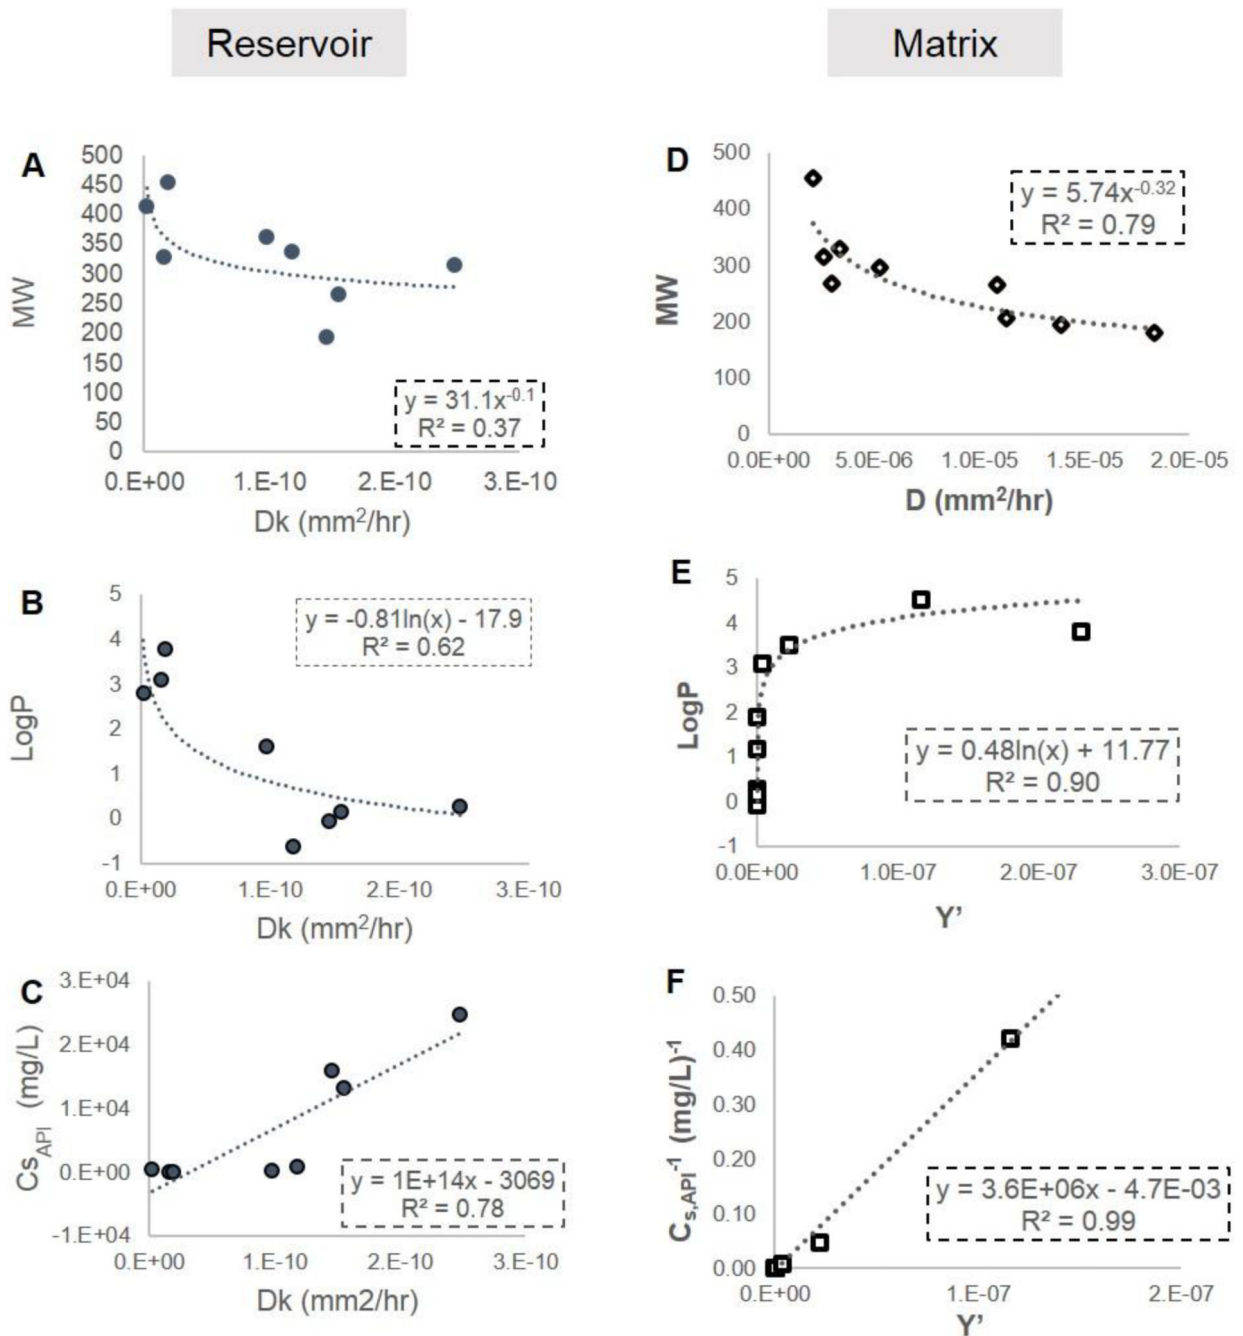 Reservoir
Matrix
A
500
450
400
350
300
250
200
150
100
50
0
MW
y = 31.1x-0.1
R² = 0.37
0.E+00 1.E-10 2.E-10 3.E-10
Dk (mm2/hr)
D
500
400
300
200
100
0
MW
y = 5.74x-0.32
R² = 0.79
0.0E+00 5.0E-06 1.0E-05 1.5E-05 2.0E-05
D (mm2/hr)
B
5
4
3
2
1
0
-1
LogP
y = -0.81ln(x) - 17.9
R² = 0.62
0.E+00 1.E-10 2.E-10 3.E-10
Dk (mm2/hr)
E
5
4
3
2
1
0
-1
LogP
y = 0.48ln(x) + 11.77
R² = 0.90
0.0E+00 1.0E-07 2.0E-07 3.0E-07
Y’
C
3.E+04
2.E+04
1.E+04
0.E+00
-1.E+04
CsAPI (mg/L)
y = 1E+14x - 3069
R² = 0.78
0.E+00 1.E-10 2.E-10 3.E-10
Dk (mm2/hr)
F
0.50
0.40
0.30
0.20
0.10
0.00
Cs,API-1 (mg/L)-1
y = 3.6E+06x - 4.7E-03
R² = 0.99
0.E+00 1.E-07 2.E-07
Y’